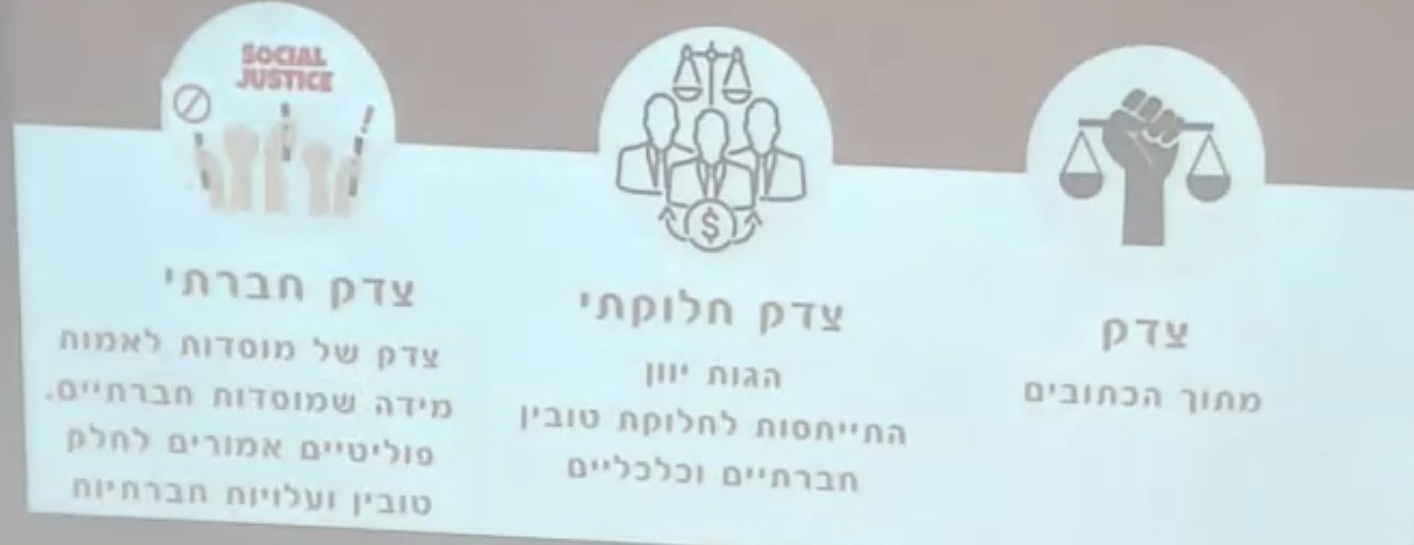 צדק
מתוך הכתובים
צדק חלוקתי
הגות יוון
התייחסות לחלוקת טובין
חברתיים וכלכליים
$
SOCIAL
JUSTICE
צדק חברתי
צדק של מוסדות לאמות
מידה שמוסדות חברתיים.
פוליטיים אמורים לחלק
טובין ועלויות חברתיות